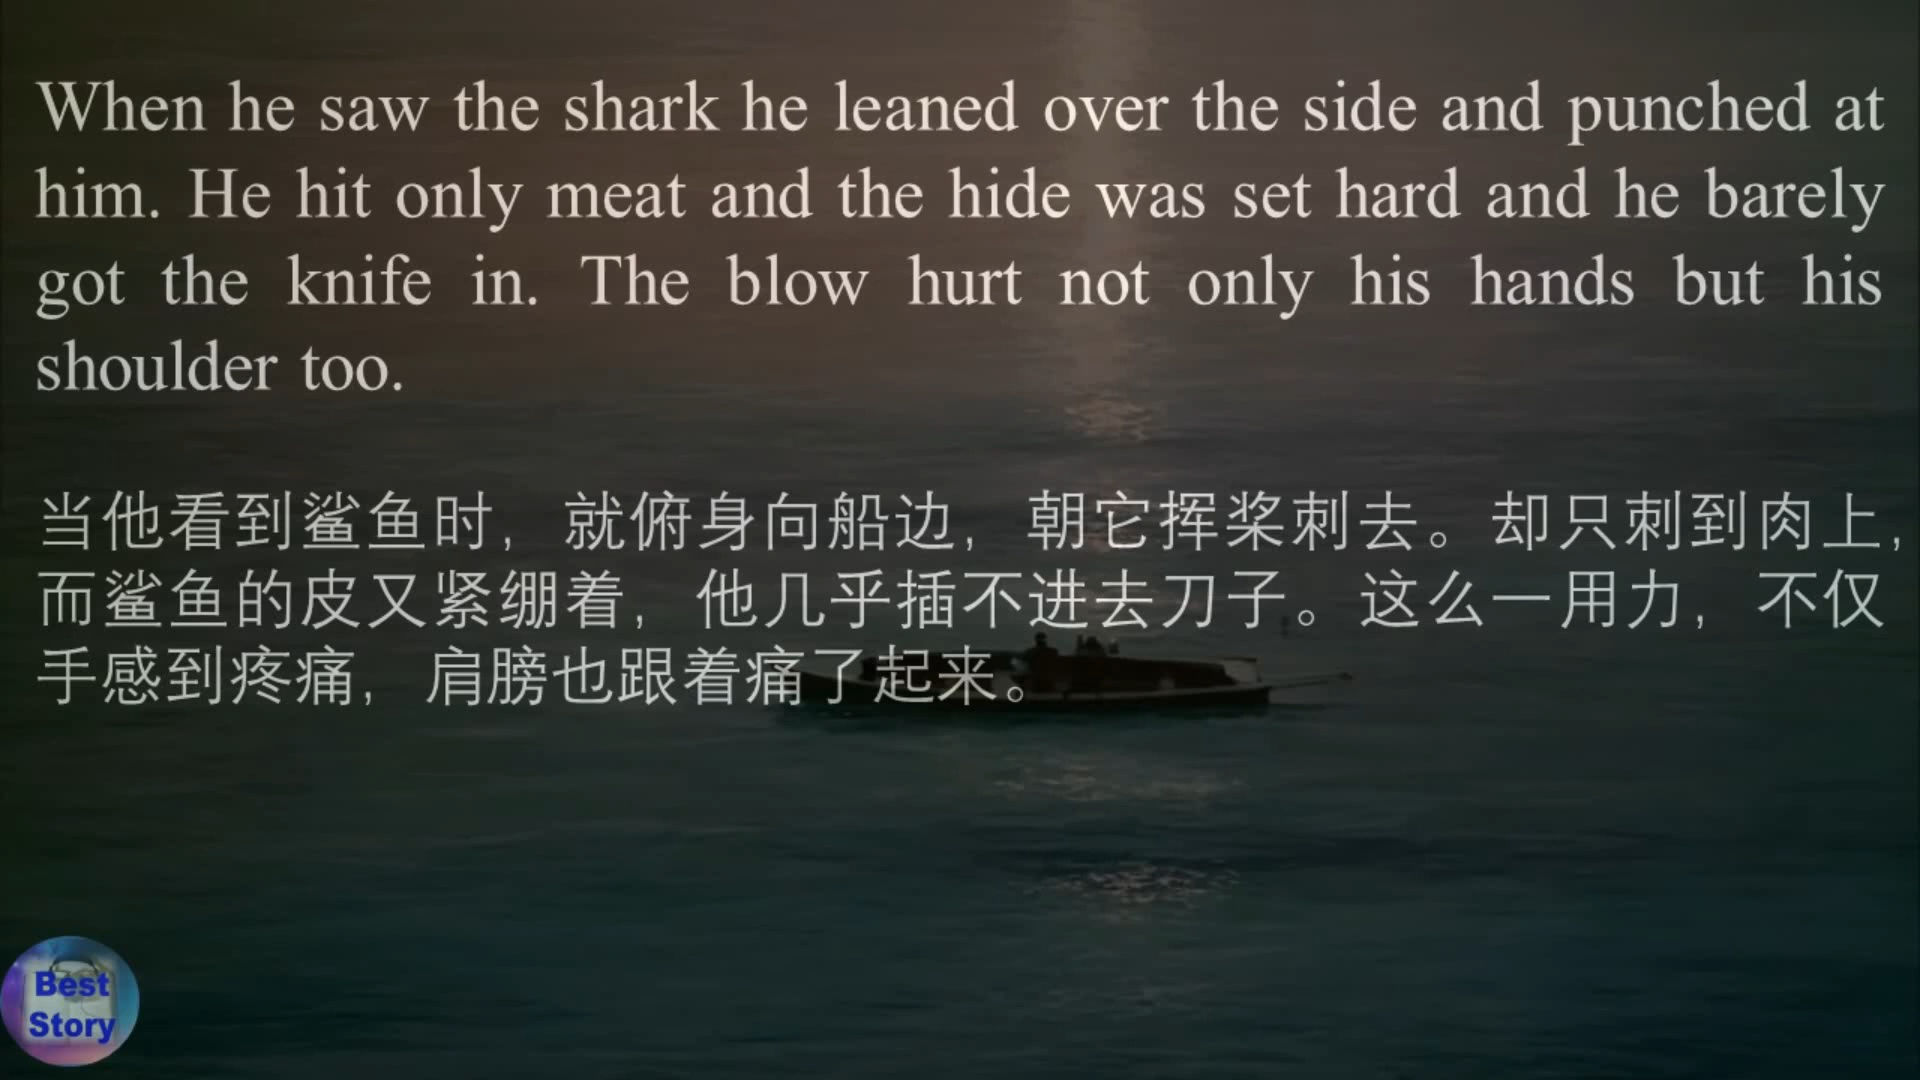 When he saw the shark he leaned over the side and punched at
him. He hit only meat and the hide was set hard and he barely
got the knife in. The blow hurt not only his hands but his
shoulder too.
当他看到鲨鱼时，就俯身向船边，朝它挥桨刺去。却只刺到肉上，
而鲨鱼的皮又紧绷着，他几乎插不进去刀子。这么一用力，不仅
手感到疼痛，肩膀也跟着痛了起来。
Best
Story